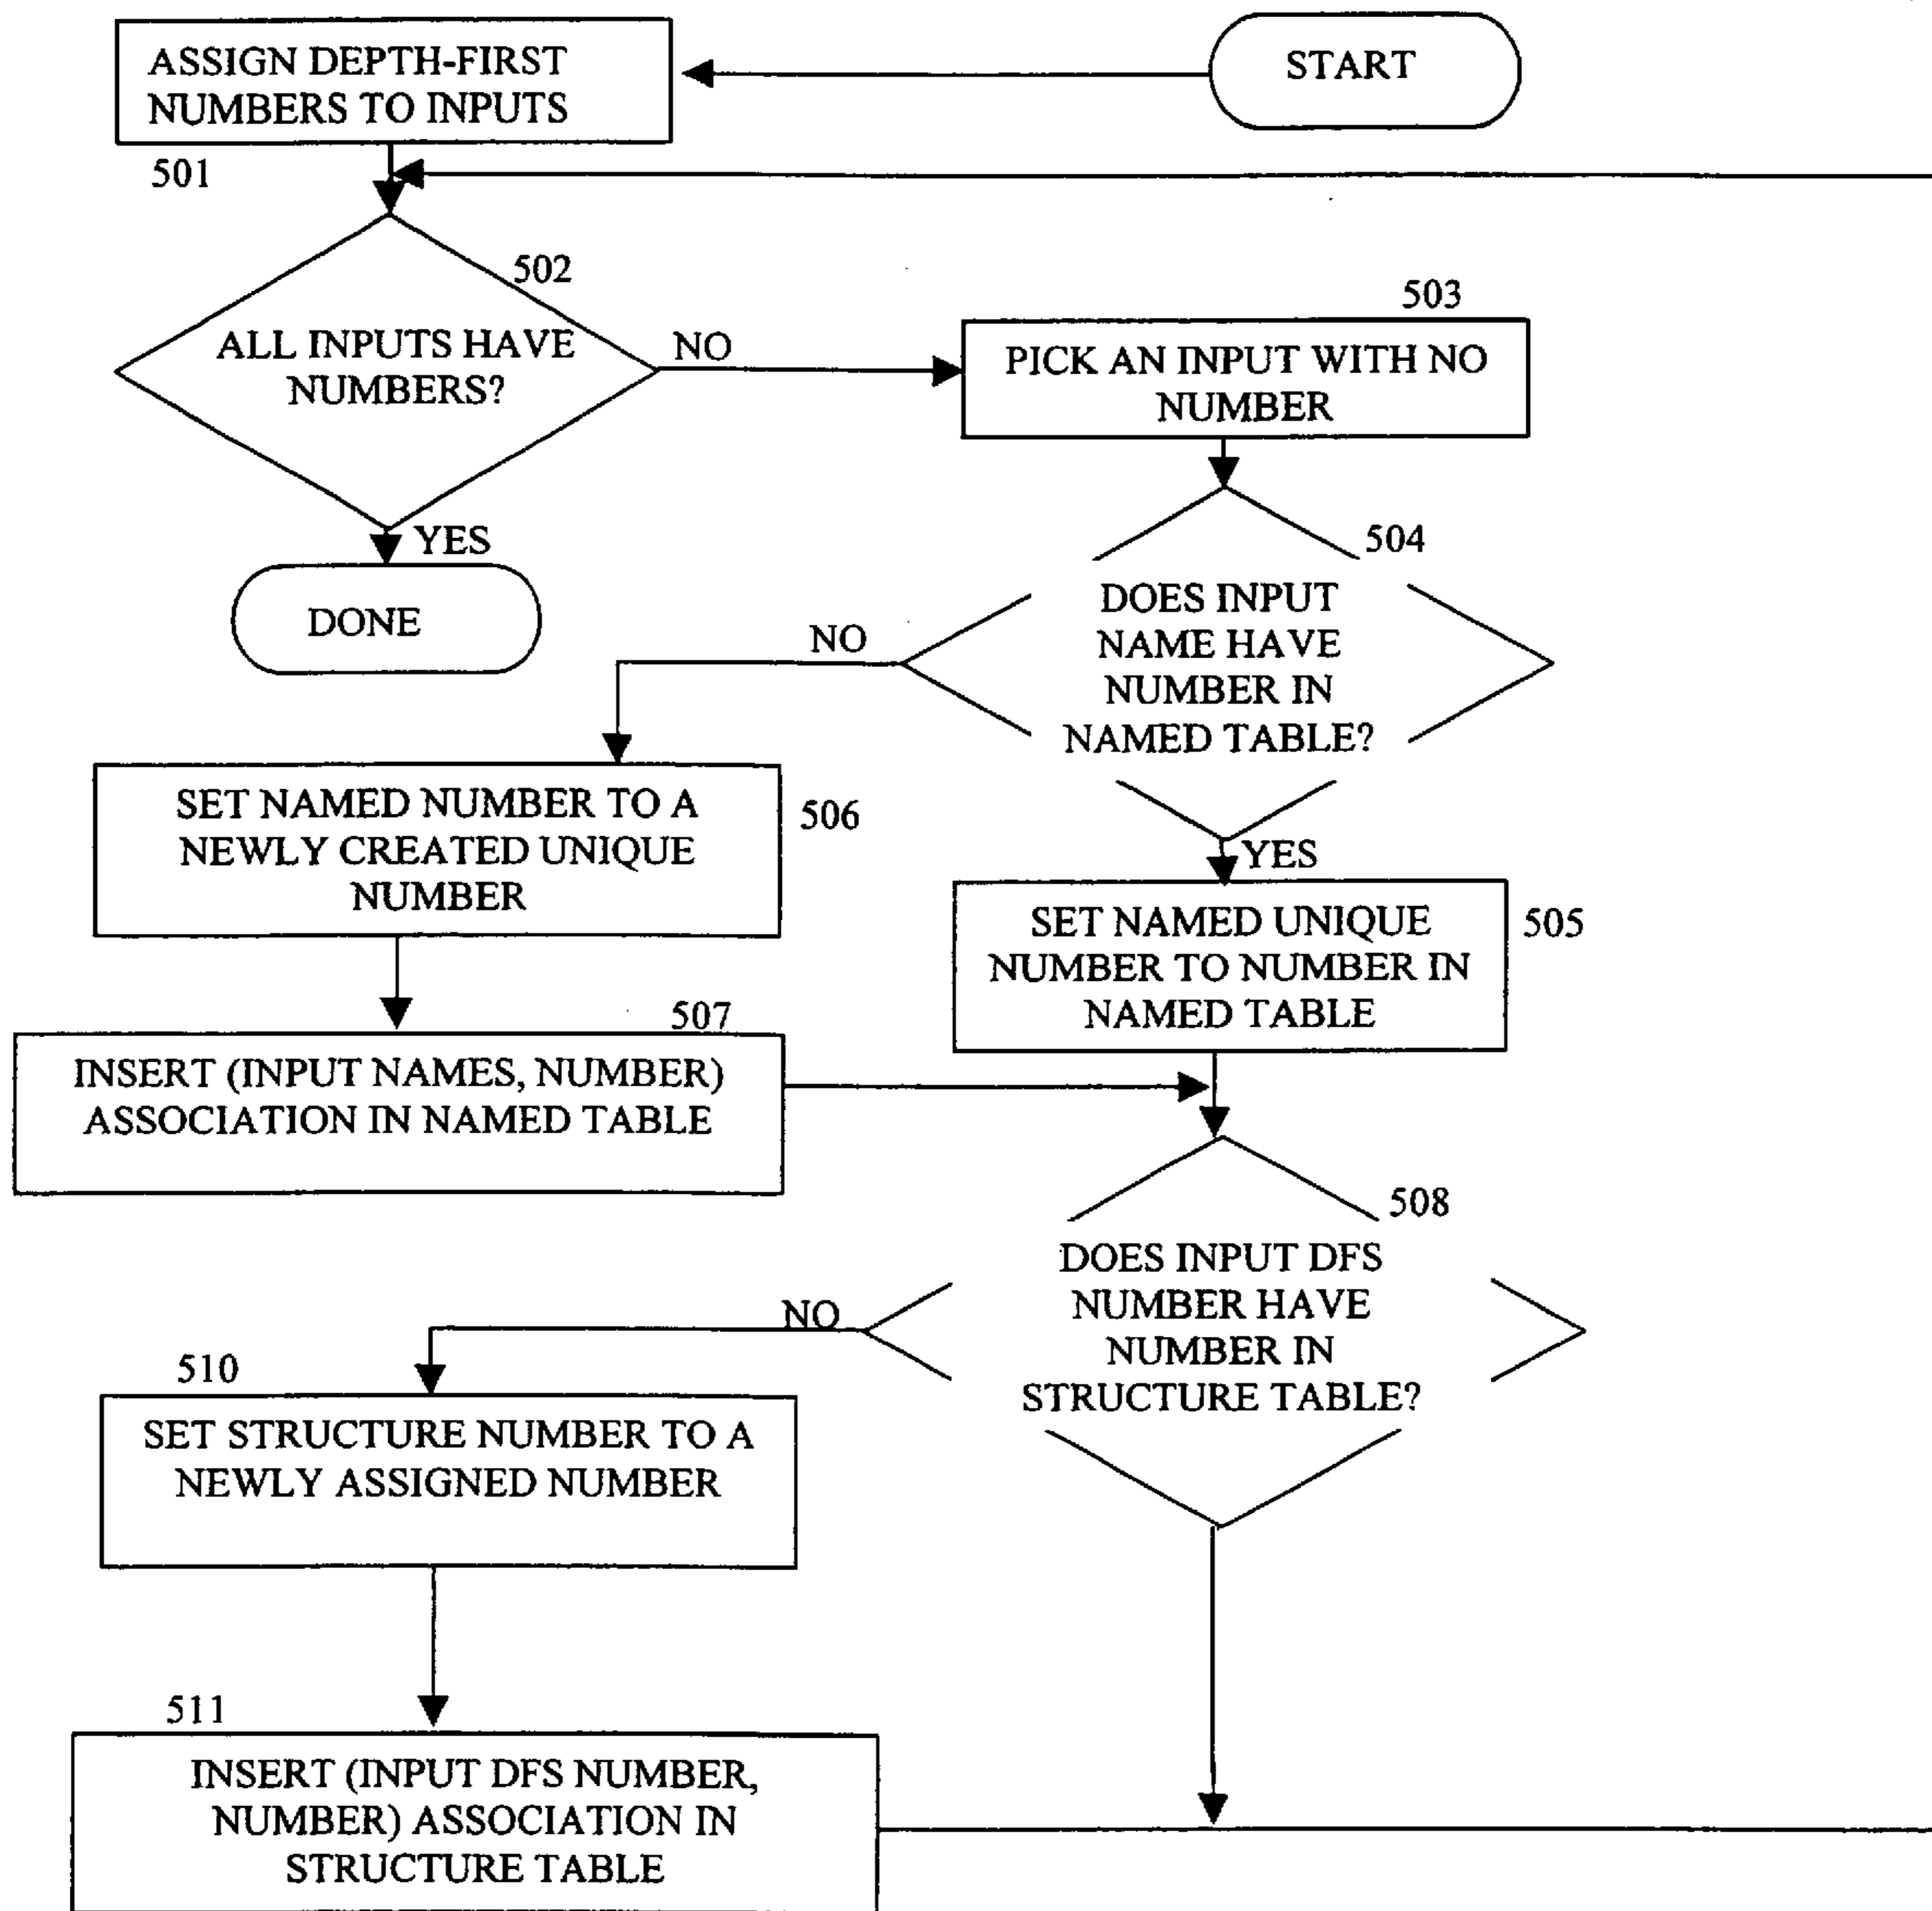 START
ASSIGN DEPTH-FIRST
NUMBERS TO INPUTS
501
502
ALL INPUTS HAVE
NUMBERS?
NO
YES
DONE
503
PICK AN INPUT WITH NO
NUMBER
504
DOES INPUT
NAME HAVE
NUMBER IN
NAMED TABLE?
NO
YES
SET NAMED NUMBER TO A
NEWLY CREATED UNIQUE
NUMBER
506
SET NAMED UNIQUE
NUMBER TO NUMBER IN
NAMED TABLE
505
507
INSERT (INPUT NAMES, NUMBER)
ASSOCIATION IN NAMED TABLE
508
DOES INPUT DFS
NUMBER HAVE
NUMBER IN
STRUCTURE TABLE?
NO
510
SET STRUCTURE NUMBER TO A
NEWLY ASSIGNED NUMBER
511
INSERT (INPUT DFS NUMBER,
NUMBER) ASSOCIATION IN
STRUCTURE TABLE